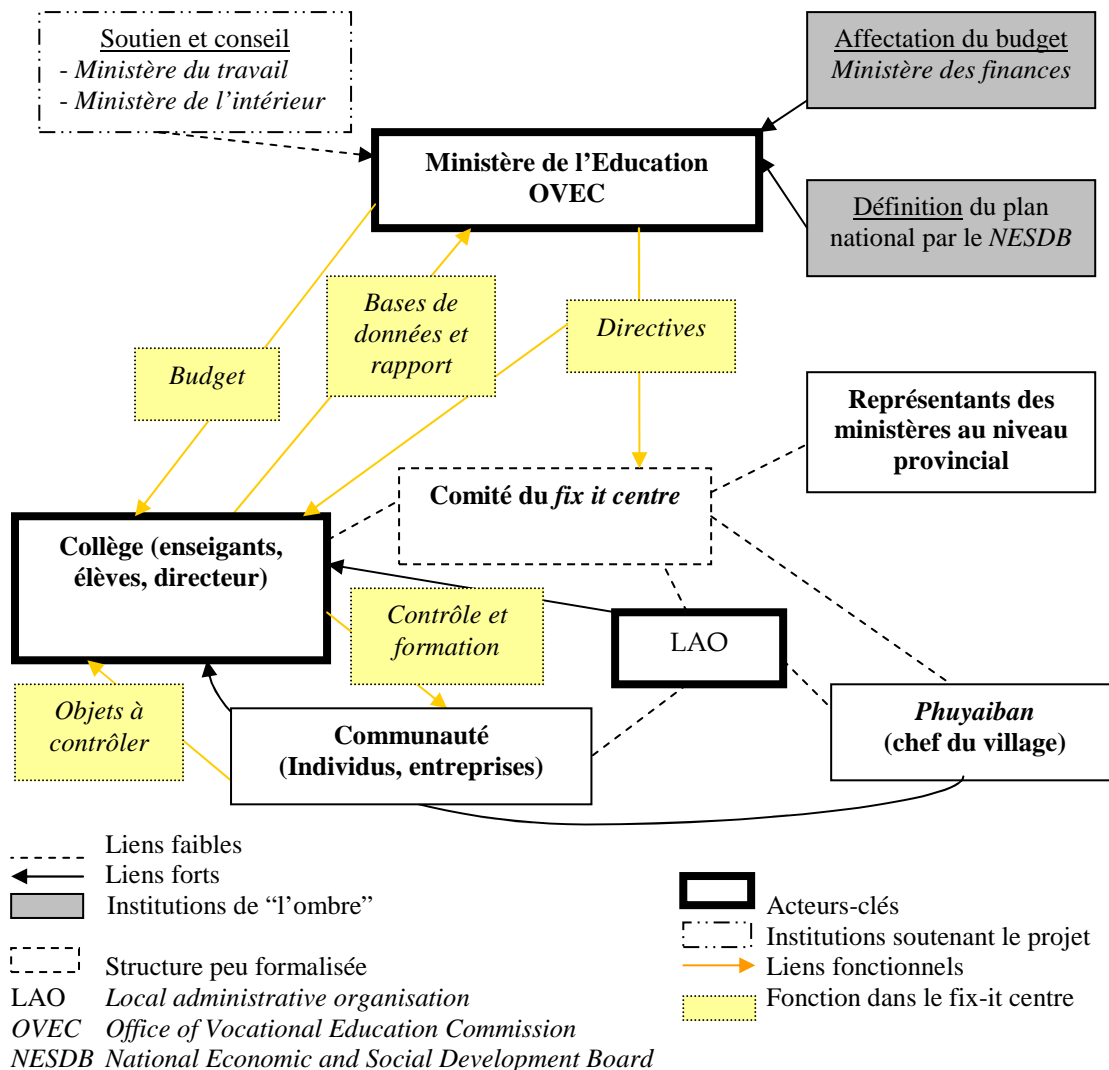 Soutien et conseil
- Ministère du travail
- Ministère de l'intérieur
Affectation du budget
Ministère des finances
Ministère de l'Education
OVEC
Définition du plan
national par le NESDB
Bases de
données et
rapport
Directives
Budget
Représentants des
ministères au niveau
provincial
Comité du fix it centre
Collège (enseigants,
élèves, directeur)
Contrôle et
formation
LAO
Objets à
contrôler
Communauté
(Individus, entreprises)
Phuyaiban
(chef du village)
Liens faibles
Liens forts
Institutions de “l'ombre”
Structure peu formalisée
LAO Local administrative organisation
OVEC Office of Vocational Education Commission
NESDB National Economic and Social Development Board
Acteurs-clés
Institutions soutenant le projet
Liens fonctionnels
Fonction dans le fix-it centre